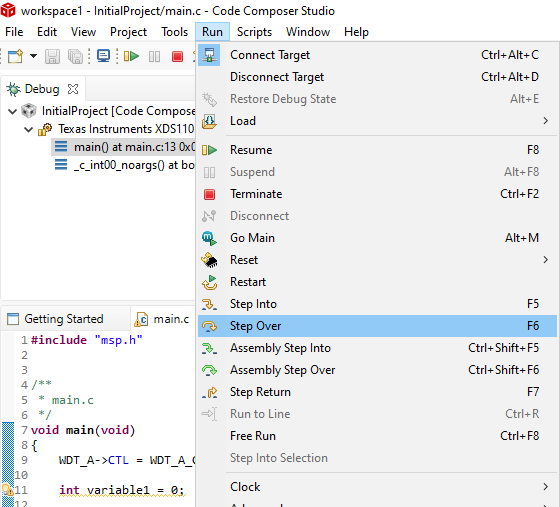 workspace1 - InitialProject/main.c - Code Composer Studio
File Edit View Project Tools Run Scripts Window Help
Connect Target Ctrl+Alt+C
Disconnect Target Ctrl+Alt+D
Restore Debug State Alt+E
Load
Resume F8
Suspend Alt+F8
Terminate Ctrl+F2
Disconnect
Go Main Alt+M
Reset
Restart
Step Into F5
Step Over F6
Assembly Step Into Ctrl+Shift+F5
Assembly Step Over Ctrl+Shift+F6
Step Return F7
Run to Line Ctrl+R
Free Run Ctrl+F8
Step Into Selection
Clock
Debug
InitialProject [Code Composer
Texas Instruments XDS110
main() at main.c:13
_c_int00_noargs() at
Getting Started main.c
1 #include "msp.h"
2
3
4 /**
5 * main.c
6 */
7 void main(void)
8 {
9 WDT_A->CTL = WDT_A_
10
11 int variable1 = 0;
12